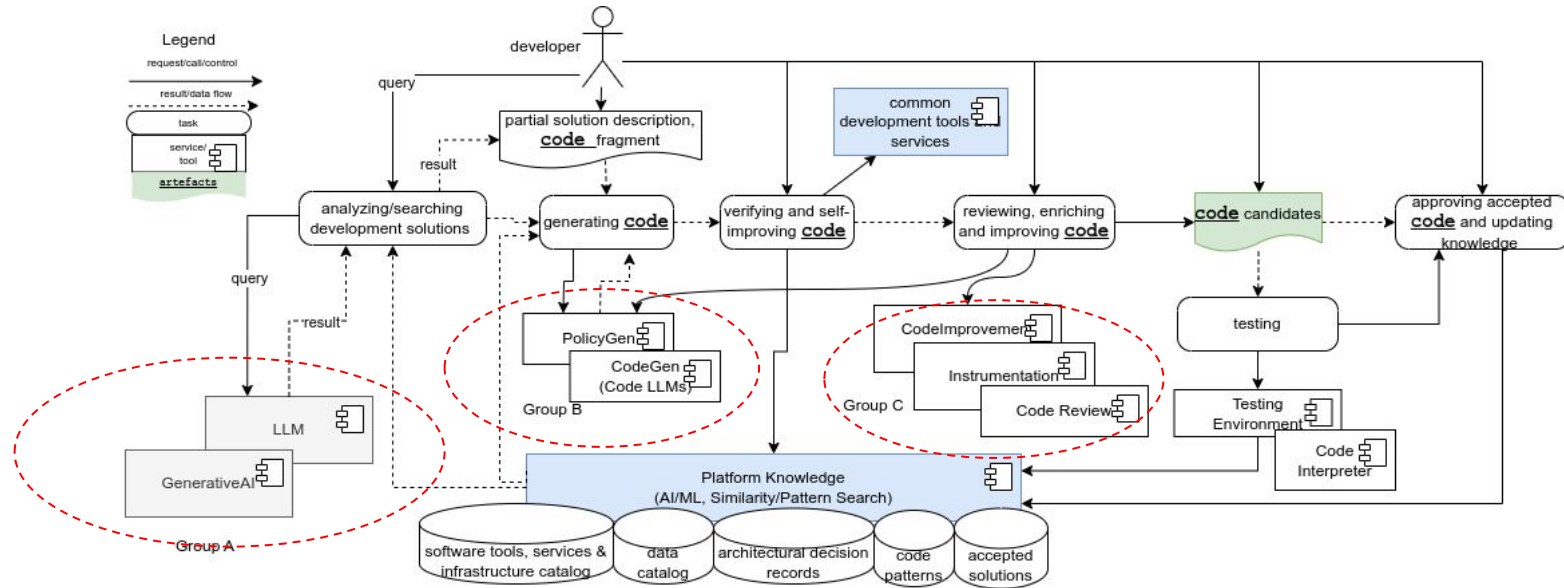 Legend
request/call/control
result/data flow
task
service/
tool
artefacts
developer
query
partial solution description,
code fragment
result
common
development tools and
services
analyzing/searching
development solutions
generating code
verifying and self-
improving code
reviewing, enriching
and improving code
code candidates
approving accepted
code and updating
knowledge
query
result
PolicyGen
CodeGen
(Code LLMs)
Group B
CodeImprovement
Instrumentation
Code Review
Group C
testing
Testing
Environment
Code
Interpreter
LLM
GenerativeAI
Group A
Platform Knowledge
(AI/ML, Similarity/Pattern Search)
software tools, services &
infrastructure catalog
data
catalog
architectural decision
records
code
patterns
accepted
solutions